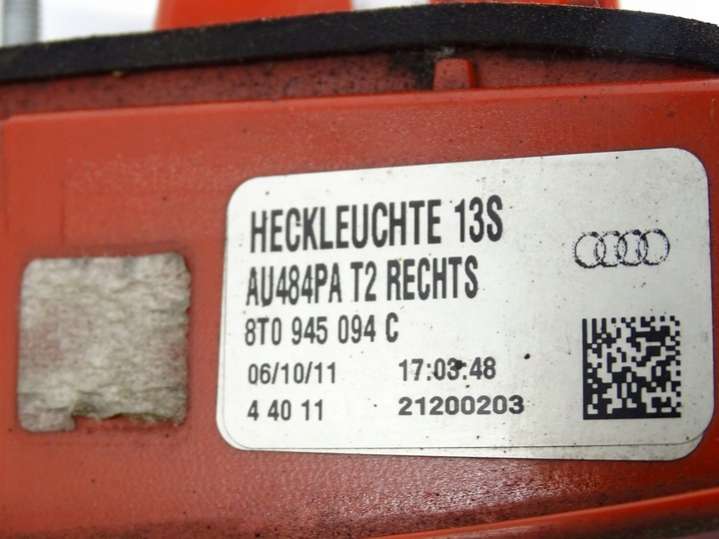 HECKLEUCHTE 13S
AU484PA T2 RECHTS
8T0 945 094 C
06/10/11 17:03:48
4 40 11 21200203